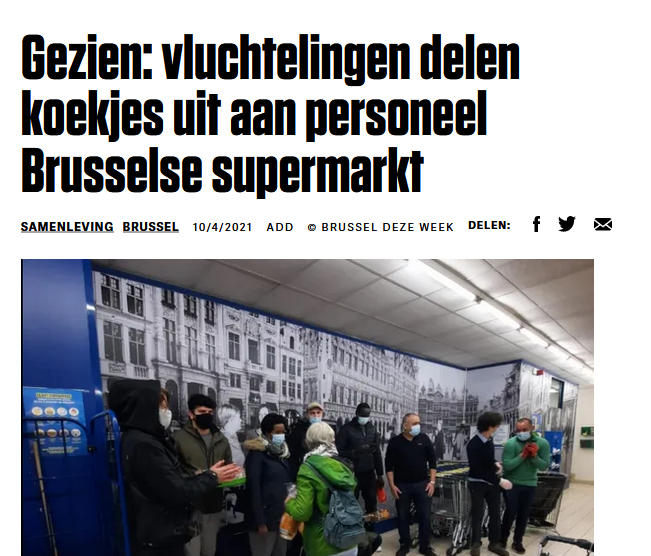 Gezien: vluchtelingen delen
koekjes uit aan personeel
Brusselse supermarkt
SAMENLEVING BRUSSEL 10/4/2021 ADD © BRUSSEL DEZE WEEK DELEN: